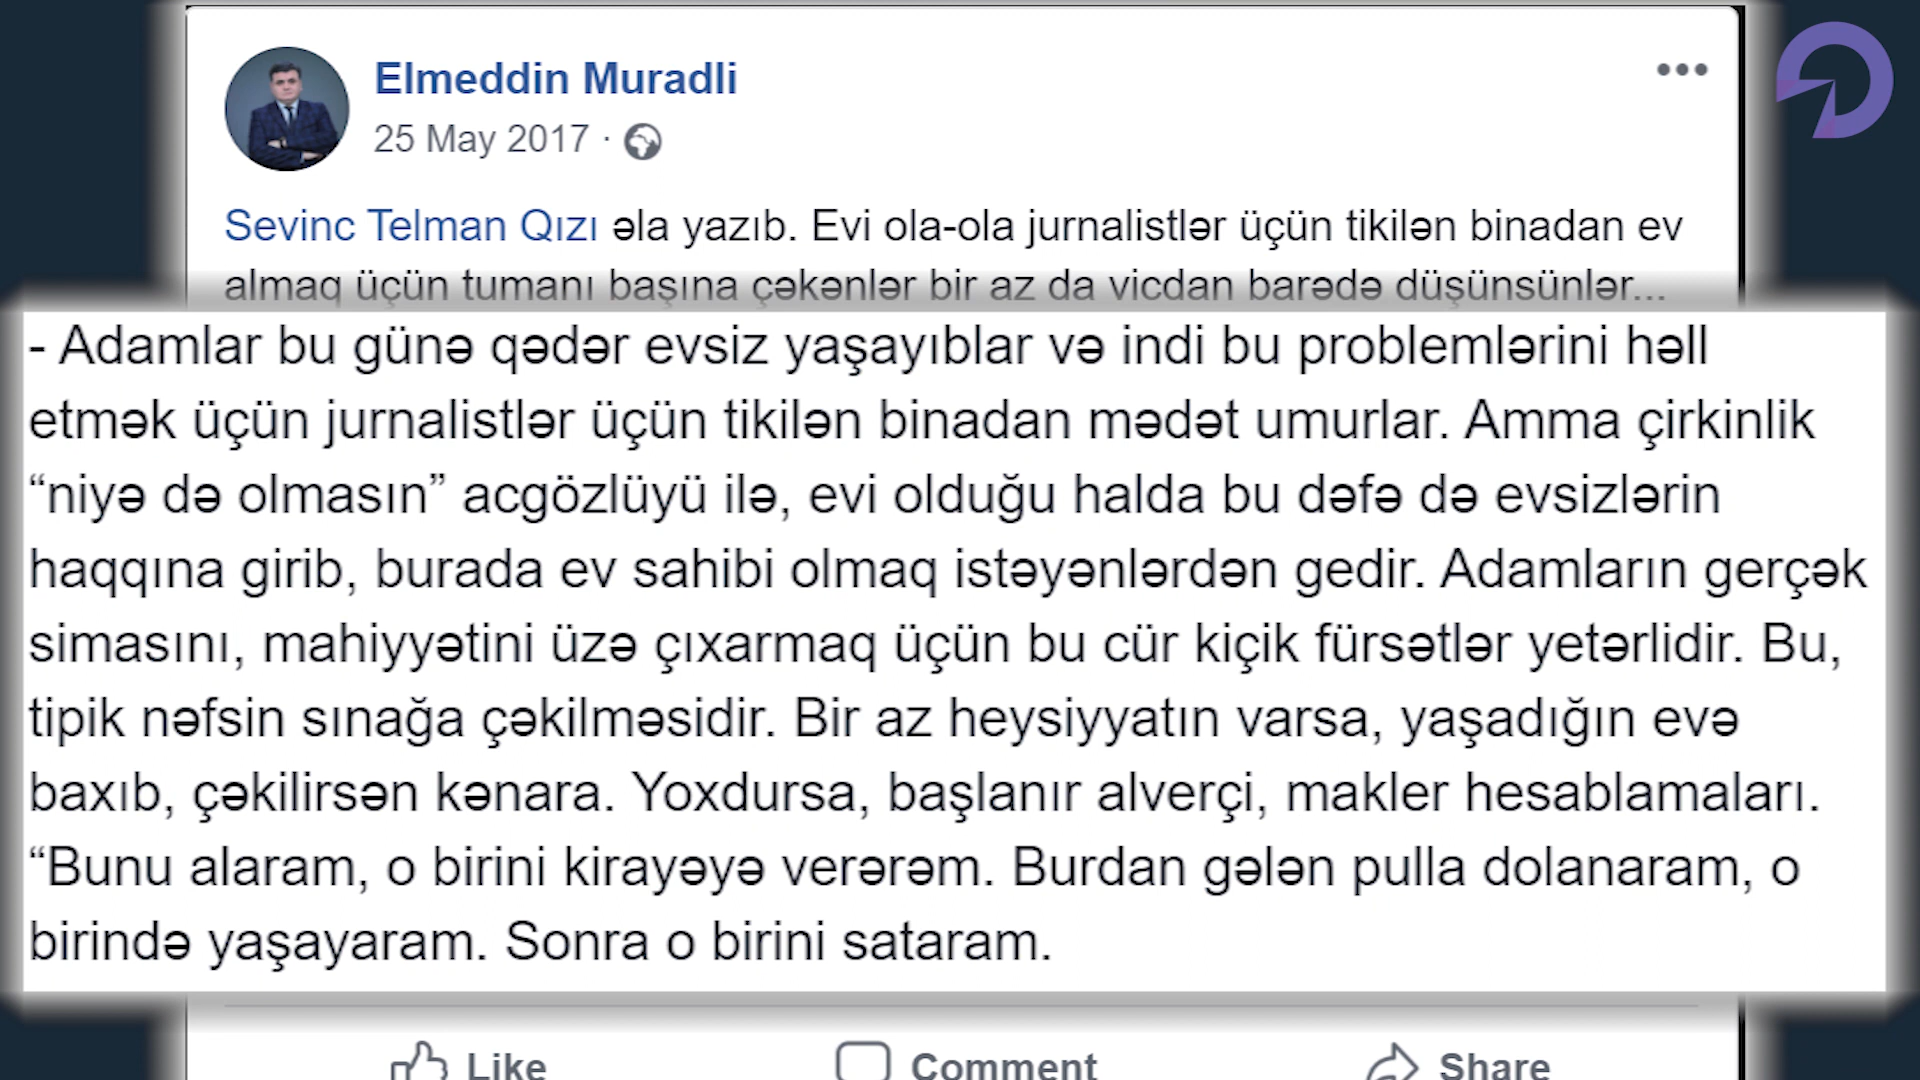 Elmeddin Muradli
25 May 2017 ·
Sevinc Telman Qızı əla yazıb. Evi ola-ola jurnalistlər üçün tikilən binadan ev
almaq üçün tumanı başına çəkənlər bir az da vicdan barədə düşünsünlər...
- Adamlar bu günə qədər evsiz yaşayıblar və indi bu problemlərini həll
etmək üçün jurnalistlər üçün tikilən binadan mədət umurlar. Amma çirkinlik
“niyə də olmasın” acgözlüyü ilə, evi olduğu halda bu dəfə də evsizlərin
haqqına girib, burada ev sahibi olmaq istəyənlərdən gedir. Adamların gerçək
simasını, mahiyyətini üzə çıxarmaq üçün bu cür kiçik fürsətlər yetərlidir. Bu,
tipik nəfsin sınağa çəkilməsidir. Bir az heysiyyatın varsa, yaşadığın evə
baxıb, çəkilirsən kənara. Yoxdursa, başlanır alverçi, makler hesablamaları.
“Bunu alaram, o birini kirayəyə verərəm. Burdan gələn pulla dolanaram, o
birində yaşayaram. Sonra o birini sataram.
Like Comment Share